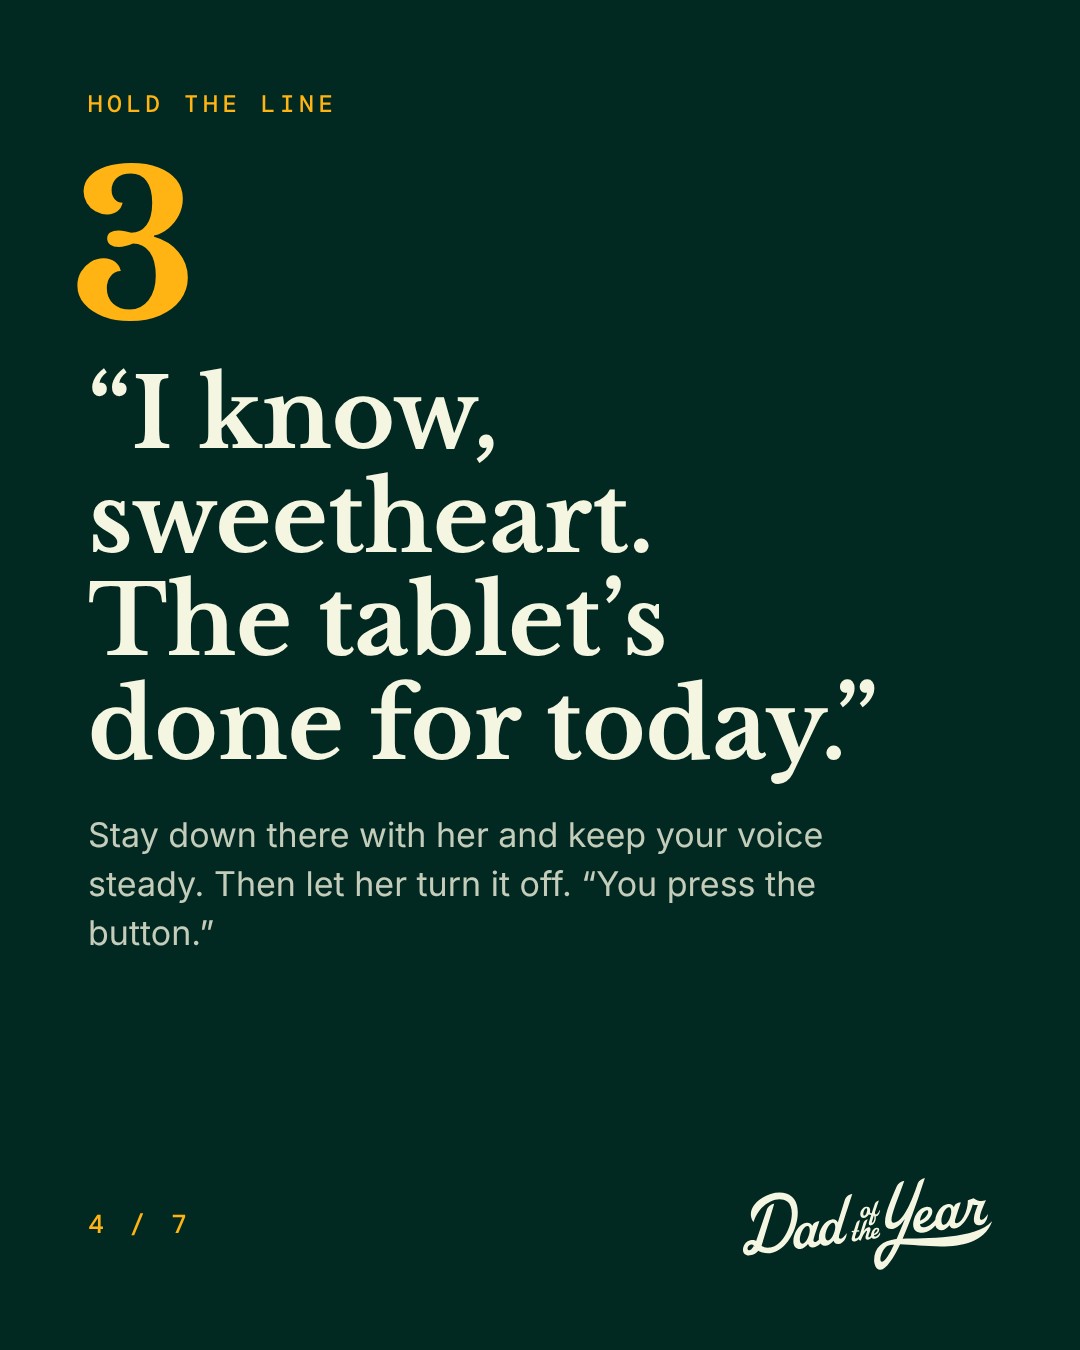 HOLD THE LINE
3
“I know,
sweetheart.
The tablet’s
done for today.”
Stay down there with her and keep your voice
steady. Then let her turn it off. “You press the
button.”
4 / 7
Dad of the Year